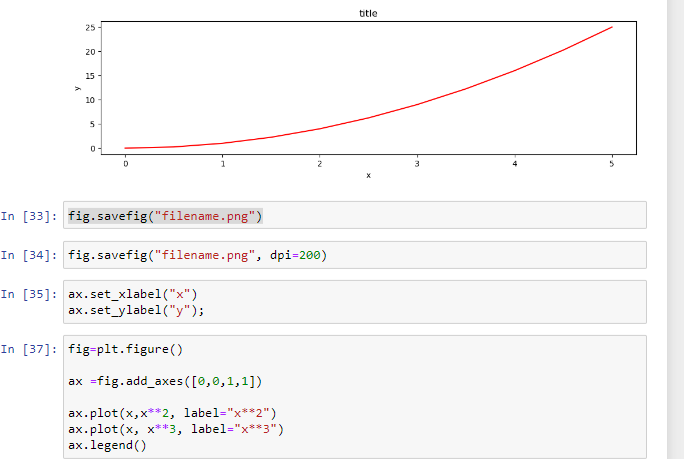 title
25
20
15
10
5
0
y
0 1 2 3 4 5
x
In [33]: fig.savefig("filename.png")
In [34]: fig.savefig("filename.png", dpi=200)
In [35]: ax.set_xlabel("x")
ax.set_ylabel("y");
In [37]: fig=plt.figure()
ax =fig.add_axes([0,0,1,1])
ax.plot(x,x**2, label="x**2")
ax.plot(x, x**3, label="x**3")
ax.legend()